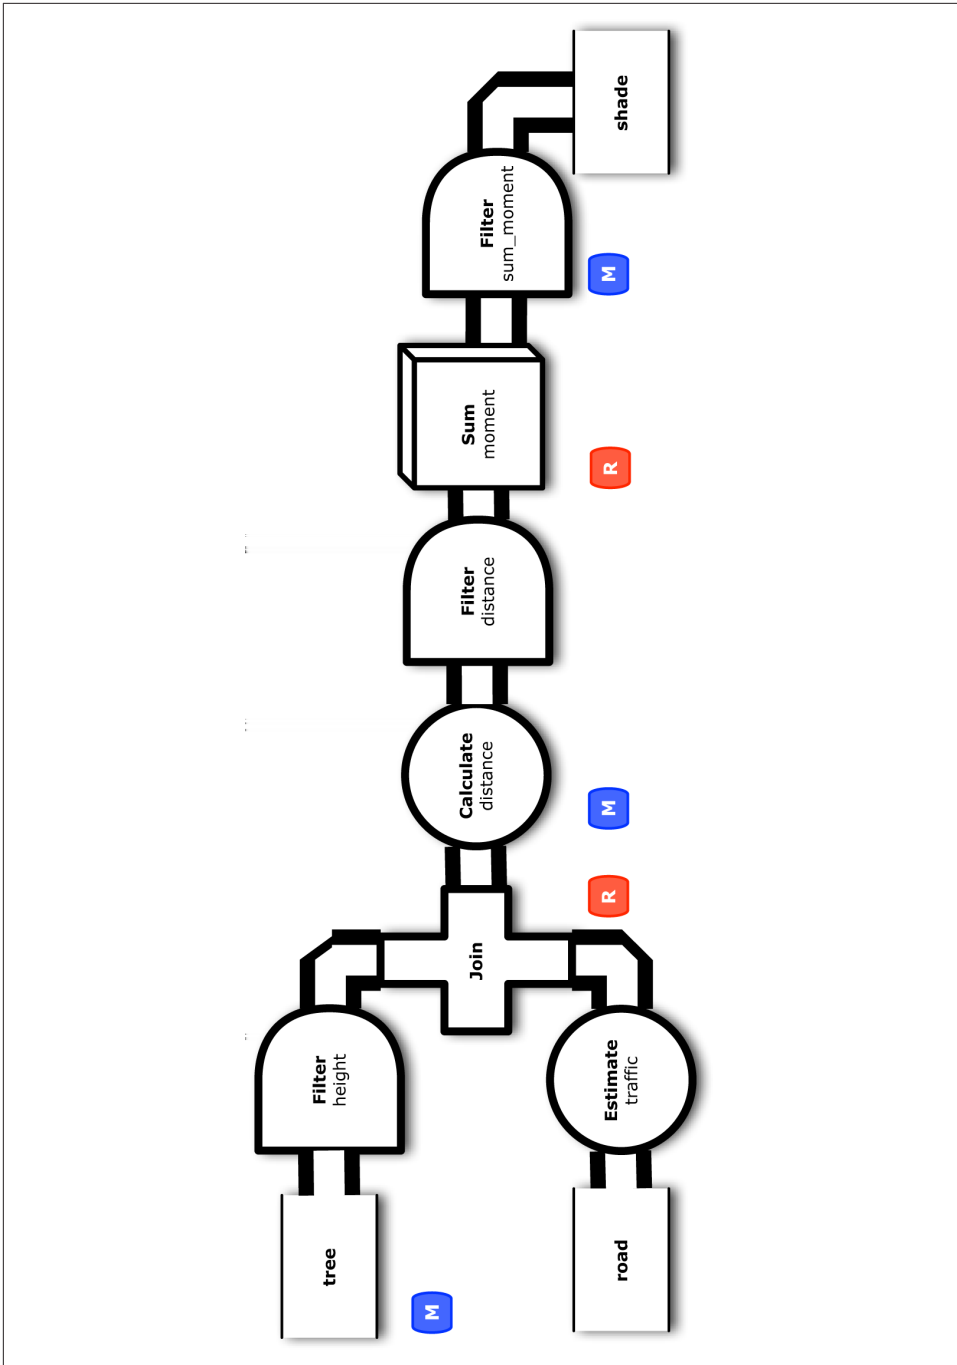 tree
M
Filter
height
road
Estimate
traffic
Join
R
Calculate
distance
M
Filter
distance
Sum
moment
R
Filter
sum_moment
M
shade